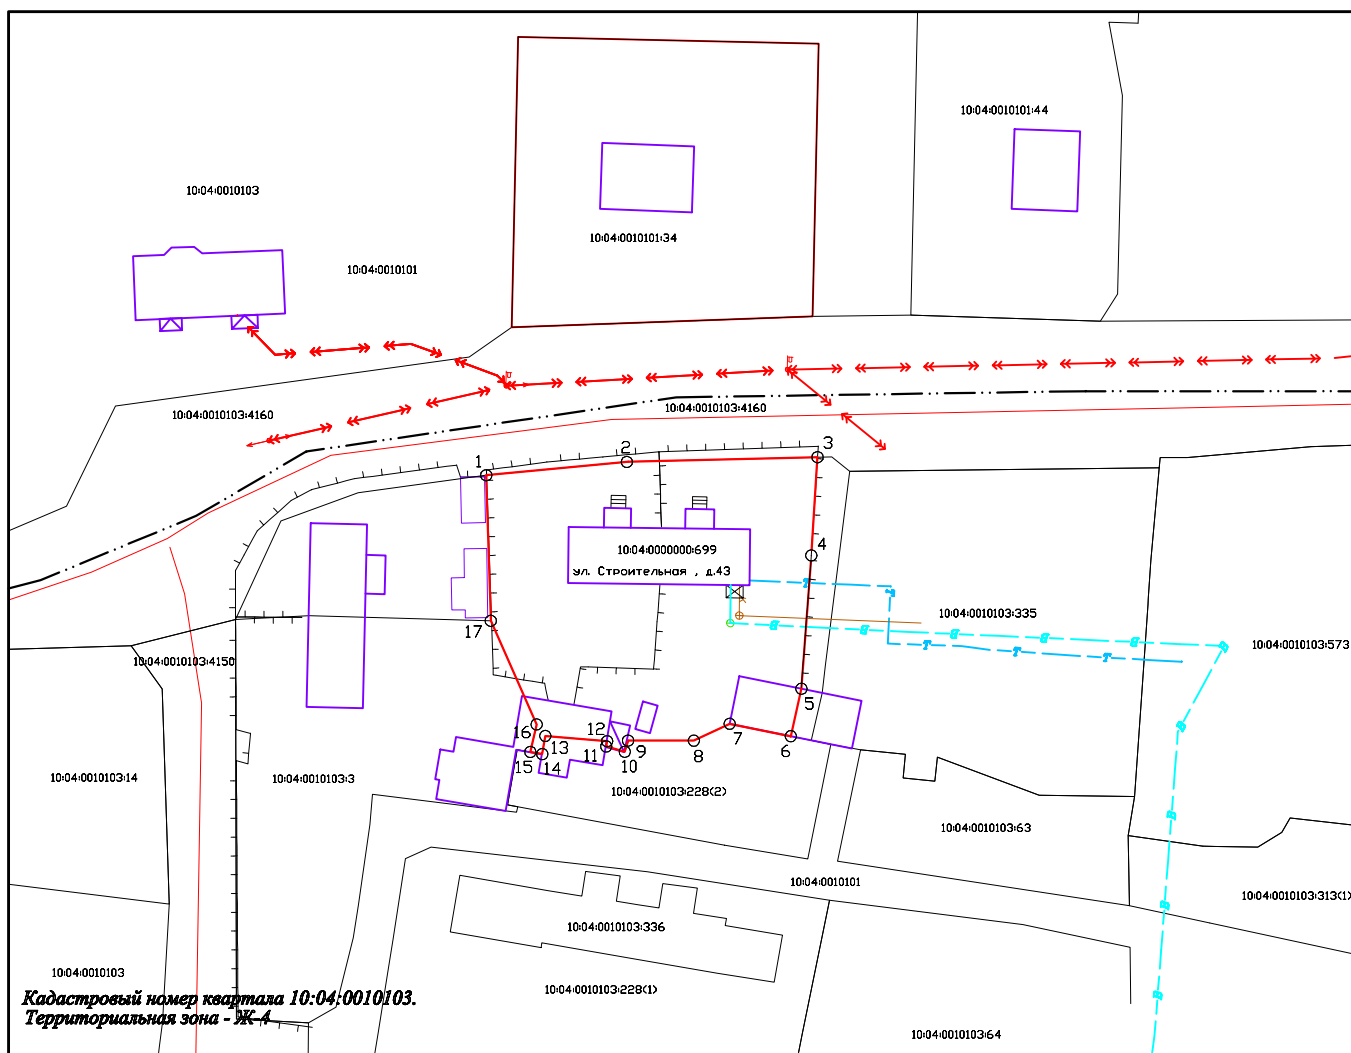 10:04:0010101:44
10:04:0010103
10:04:0010101:34
10:04:0010101
10:04:0010103:4160
10:04:0010103:4160
1
2
3
4
10:04:0000000:699
ул. Строительная , д.43
Т
Т
10:04:0010103:335
17
В
В
В
В
В
В
Т
Т
Т
10:04:0010103:573
10:04:0010103:4150
5
16
13
12
11
9
8
7
6
15
14
10
В
10:04:0010103:14
10:04:0010103:3
10:04:0010103:228(2)
В
10:04:0010103:63
10:04:0010101
10:04:0010103:313(1)
В
10:04:0010103:336
10:04:0010103
10:04:0010103:228(1)
В
Кадастровый номер квартала 10:04:0010103.
Территориальная зона - Ж-4
10:04:0010103:64